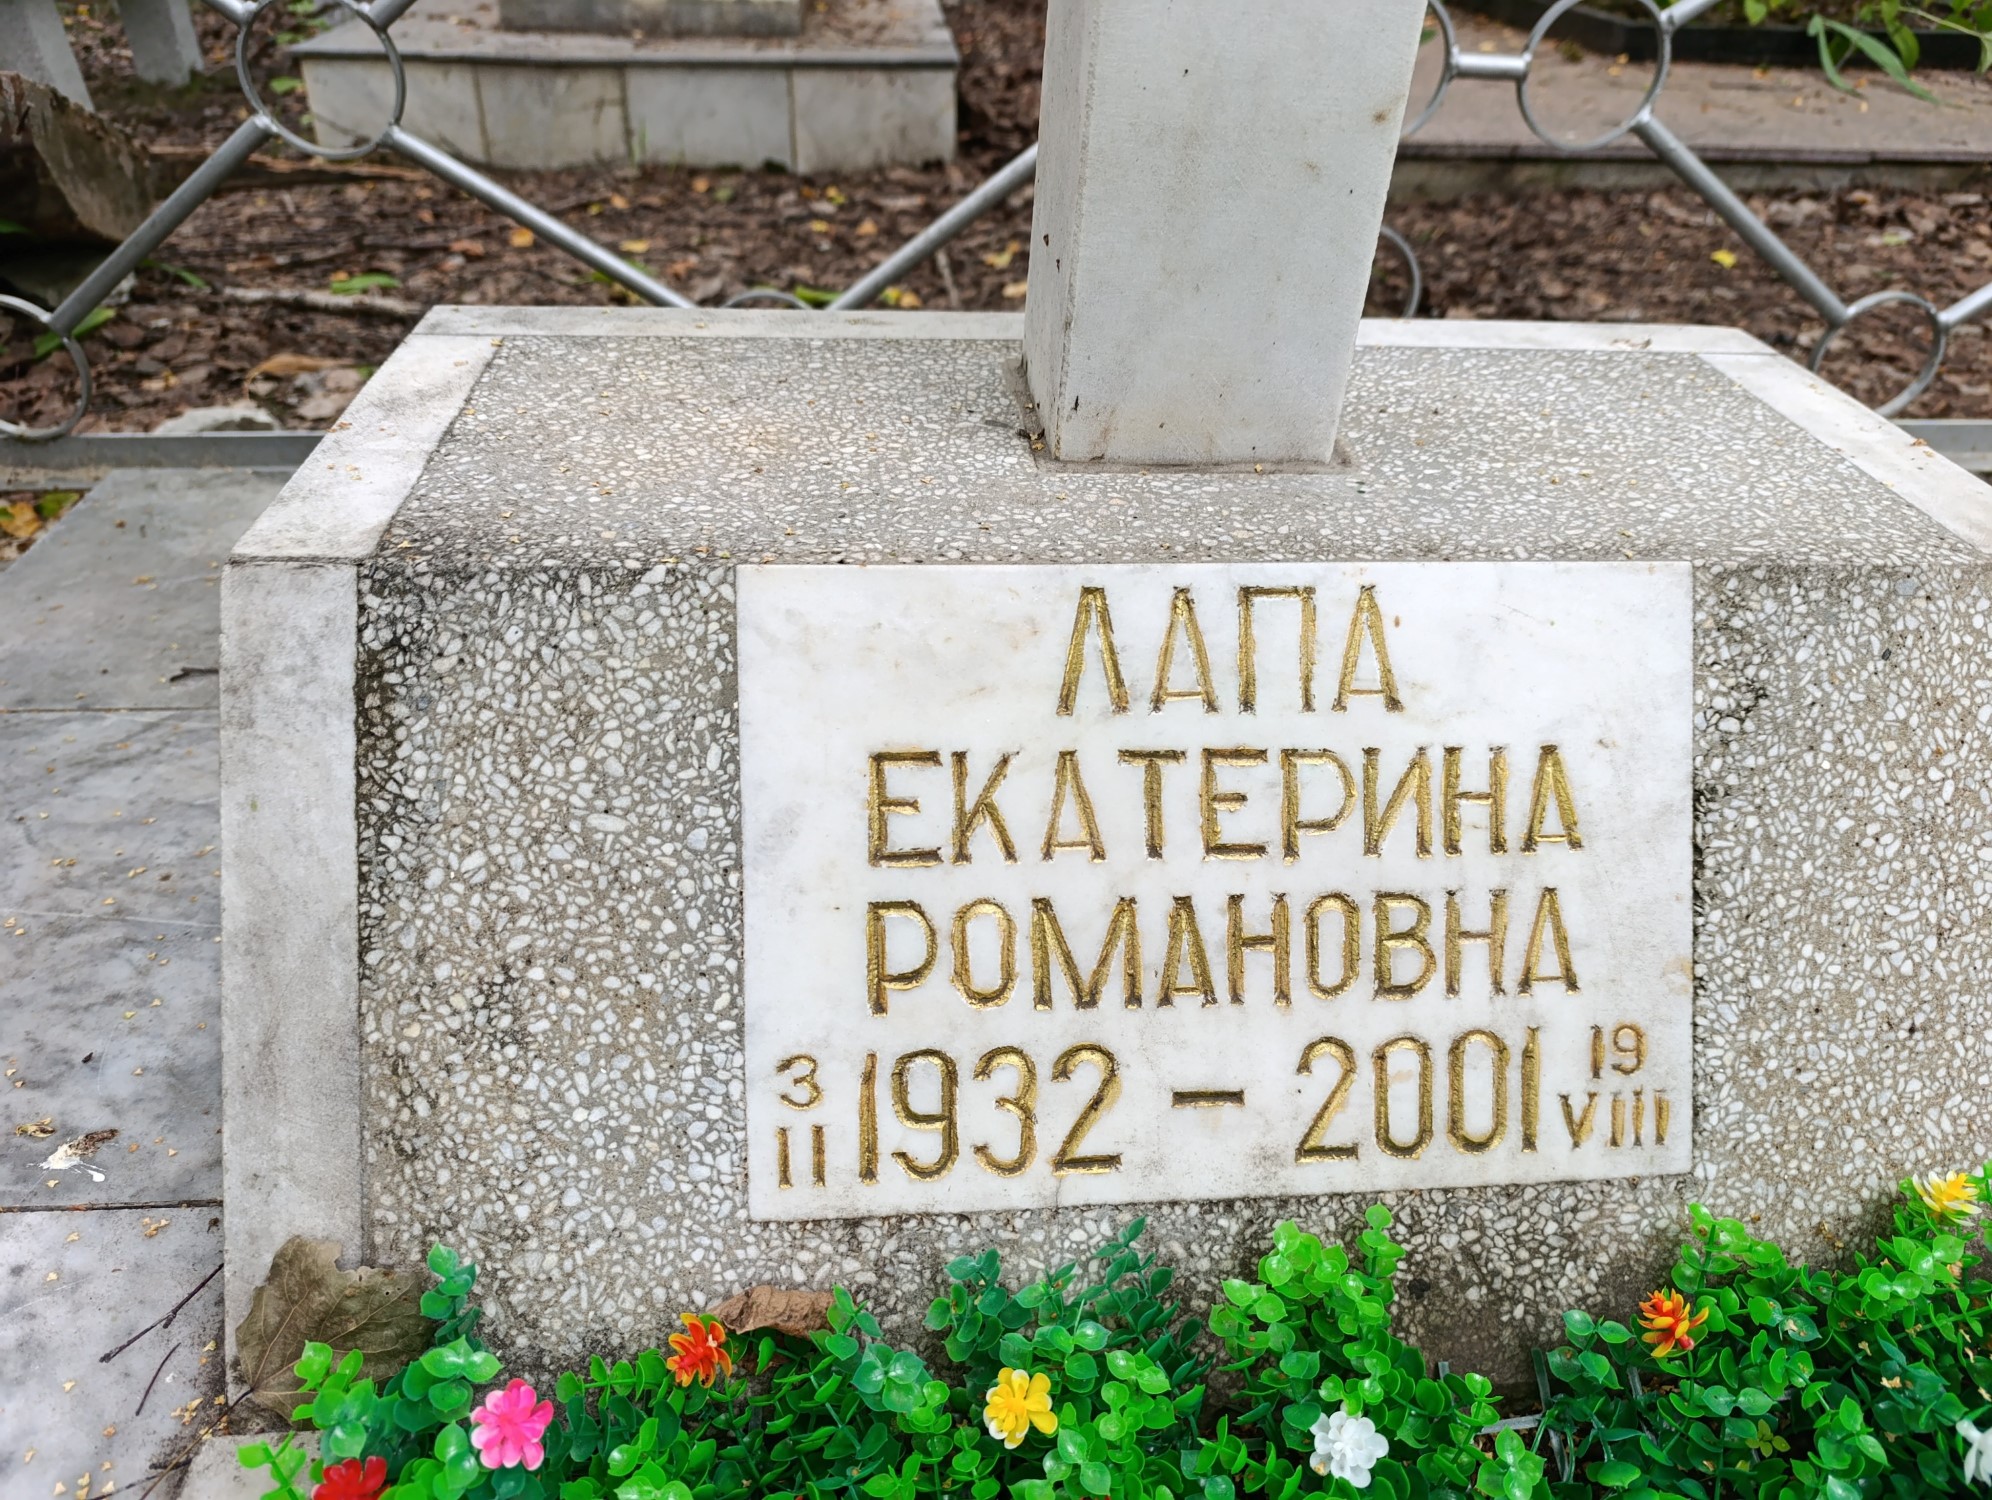 ЛАПА
ЕКАТЕРИНА
РОМАНОВНА
3 II 1932 – 2001 19 VIII